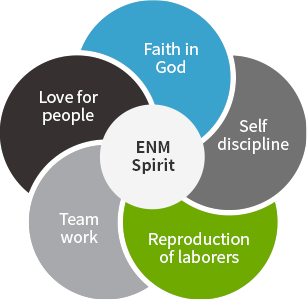 Faith in
God
Love for
people
Self
discipline
ENM
Spirit
Team
work
Reproduction
of laborers